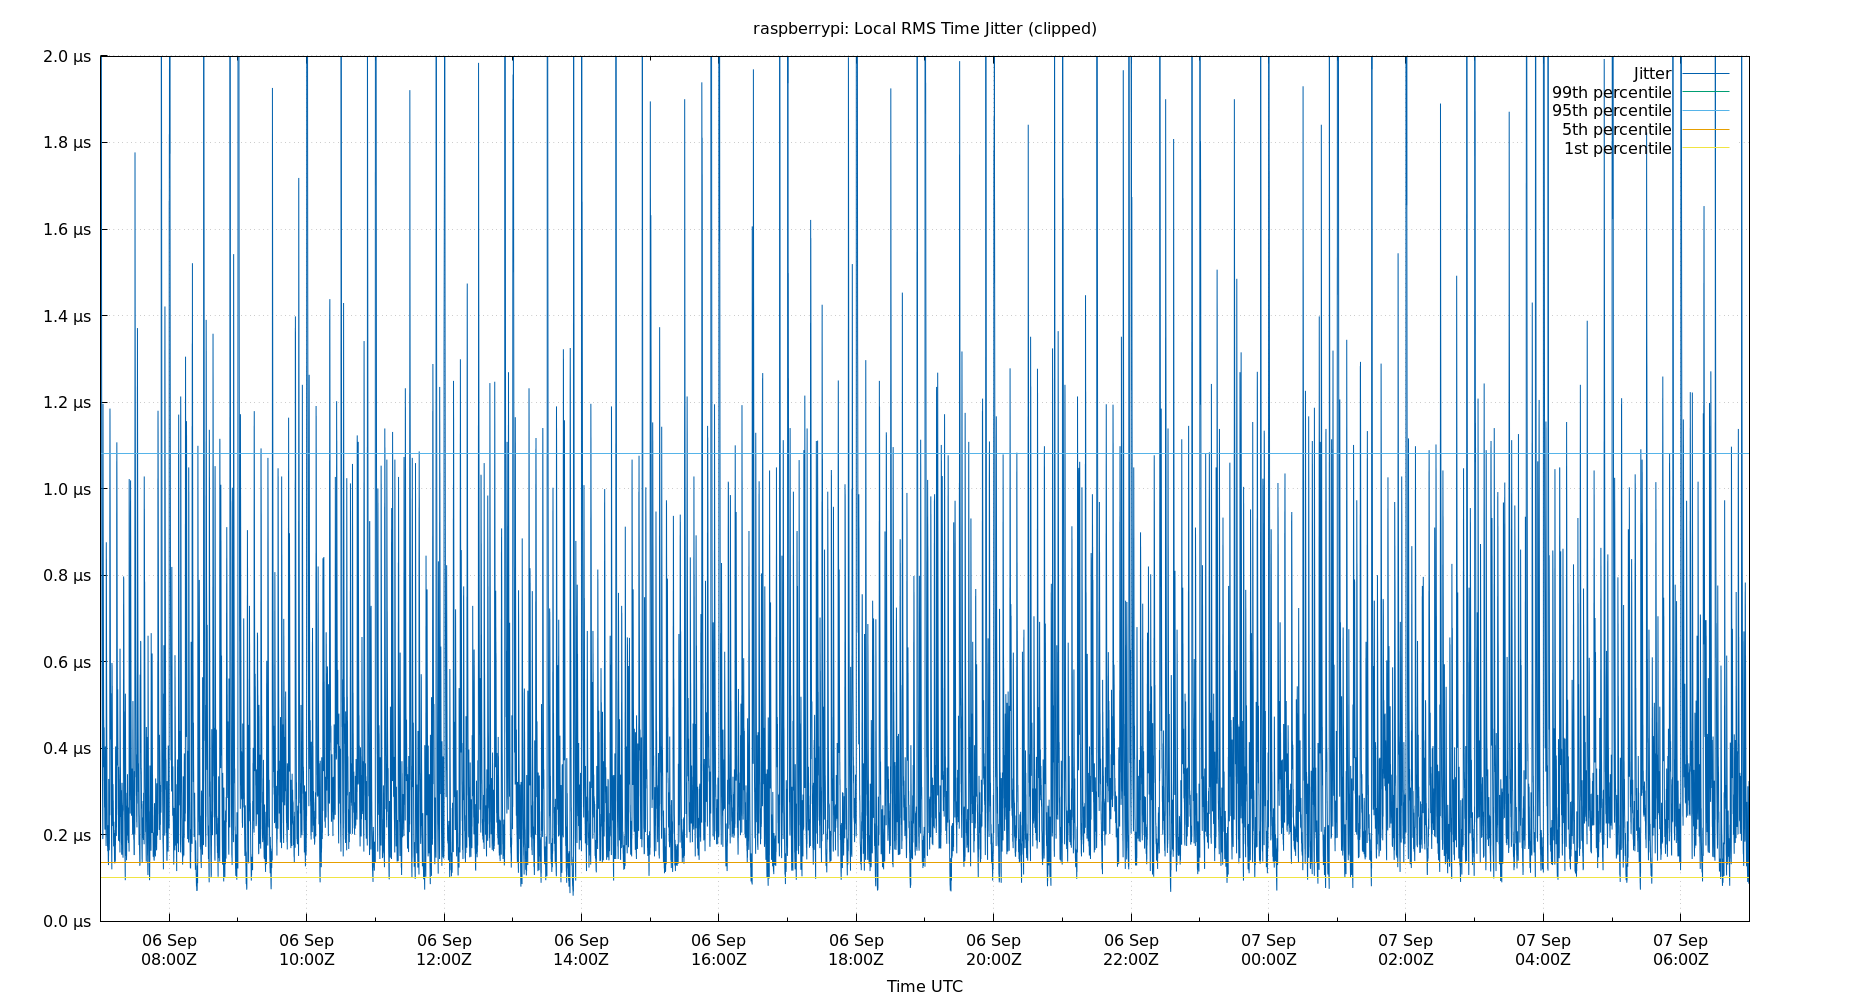 raspberrypi: Local RMS Time Jitter (clipped)
2.0 µs
1.8 µs
1.6 µs
1.4 µs
1.2 µs
1.0 µs
0.8 µs
0.6 µs
0.4 µs
0.2 µs
0.0 µs
Jitter
99th percentile
95th percentile
5th percentile
1st percentile
06 Sep 06 Sep 06 Sep 06 Sep 06 Sep 06 Sep 06 Sep 06 Sep 07 Sep 07 Sep 07 Sep 07 Sep
08:00Z 10:00Z 12:00Z 14:00Z 16:00Z 18:00Z 20:00Z 22:00Z 00:00Z 02:00Z 04:00Z 06:00Z
Time UTC